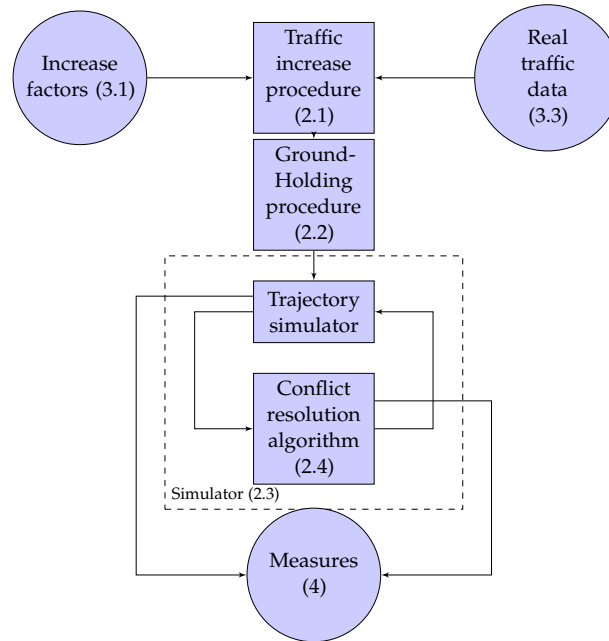 Increase
factors (3.1)
Traffic
increase
procedure
(2.1)
Real
traffic
data
(3.3)
Ground-
Holding
procedure
(2.2)
Trajectory
simulator
Conflict
resolution
algorithm
(2.4)
Simulator (2.3)
Measures
(4)